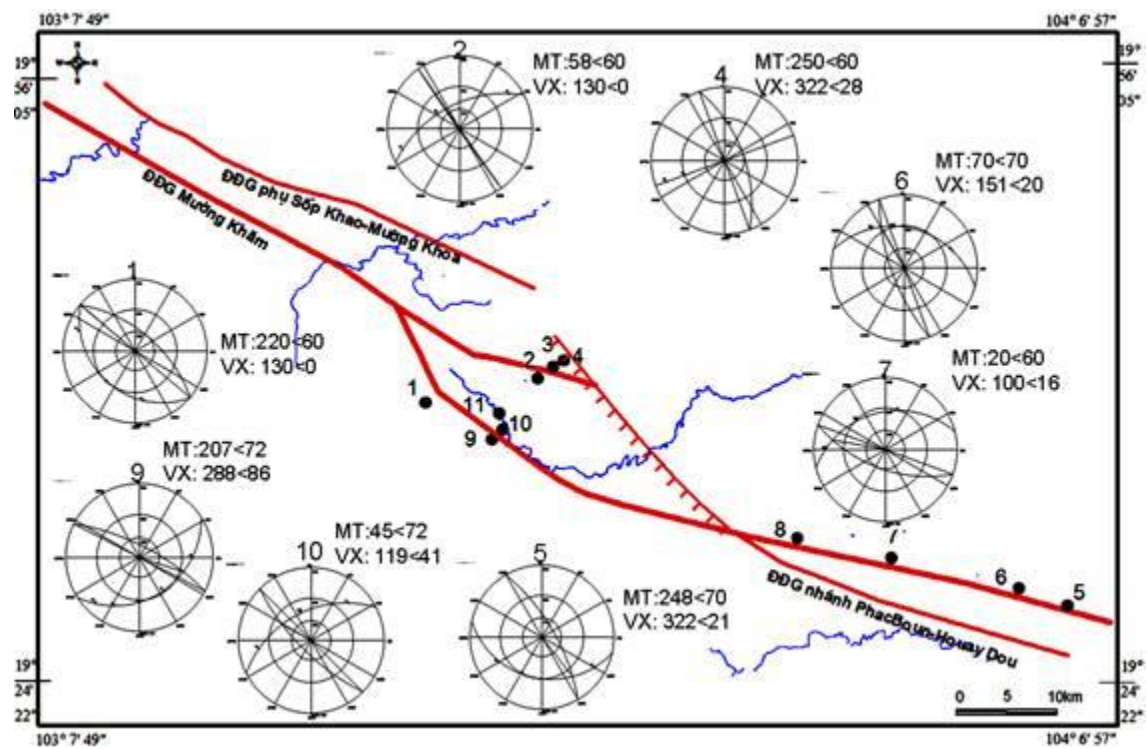 103° 7' 49"
104° 6' 57"
19°
56'
05"
19°
56'
05"
N
2
MT:58<60
VX: 130<0
4
MT:250<60
VX: 322<28
6
MT:70<70
VX: 151<20
ĐĐG phụ Sốp Khao-Mường Khoa
ĐĐG Mường Khăm
1
MT:220<60
VX: 130<0
3
4
2
7
MT:20<60
VX: 100<16
1
11
10
9
9
MT:207<72
VX: 288<86
10
MT:45<72
VX: 119<41
5
MT:248<70
VX: 322<21
8
7
6
5
ĐĐG nhánh PhacBoun-Houay Dou
0 5 10km
19°
24'
22"
19°
24'
22"
103° 7' 49"
104° 6' 57"